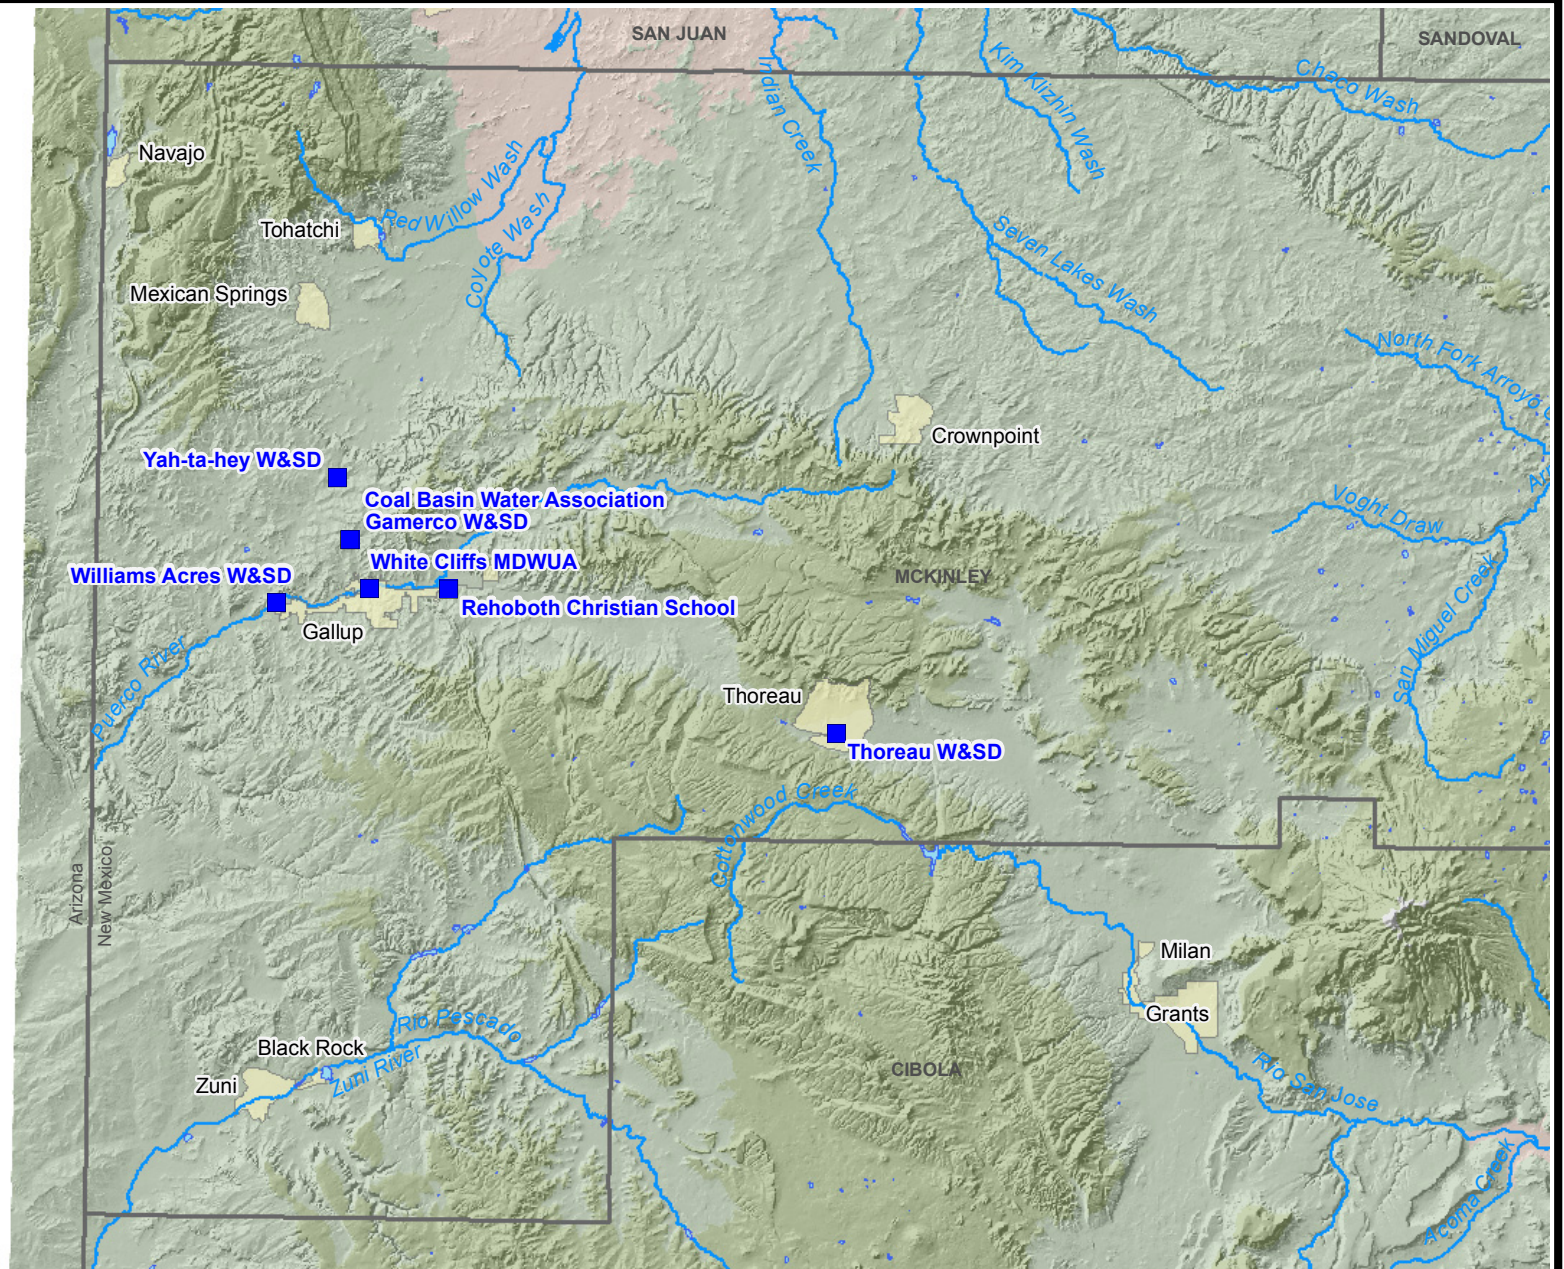 SAN JUAN
SANDOVAL
Indian Creek
Kim Klizhin Wash
Checo Wash
Navajo
Red Willow Wash
Tohatchi
Coyote Wash
Seven Lakes Wash
Mexican Springs
North Fork Arroyo
Crownpoint
Yah-ta-hey W&SD
Coal Basin Water Association
Gamerco W&SD
Voght Draw
White Cliffs MDWUA
Williams Acres W&SD
MCKINLEY
Rehoboth Christian School
Gallup
San Miguel Creek
Puerco River
Thoreau
Thoreau W&SD
Cottonwood Creek
Arizona
New Mexico
Milan
Grants
Rio Pescado
Black Rock
Zuni River
Zuni
CIBOLA
Rio San Jose
Acoma Creek